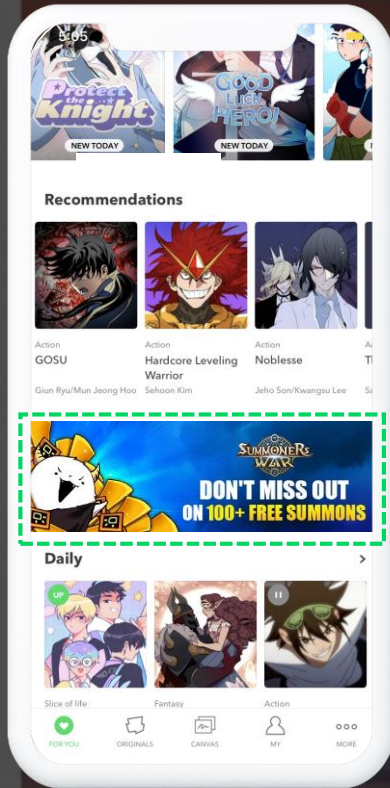 5:05
Protect
the
Knight
NEW TODAY
GOOD
LUCK
HERO!
NEW TODAY
Recommendations
Action
GOSU
Giun Ryu/Mun Jeong Hoo
Action
Hardcore Leveling
Warrior
Sehoon Kim
Action
Noblesse
Jeho Son/Kwangsu Lee
SUMMONERS
WAR
DON'T MISS OUT
ON 100+ FREE SUMMONS
Daily
>
UP
Slice of life
Fantasy
Action
FOR YOU
ORIGINALS
CANVAS
MY
MORE